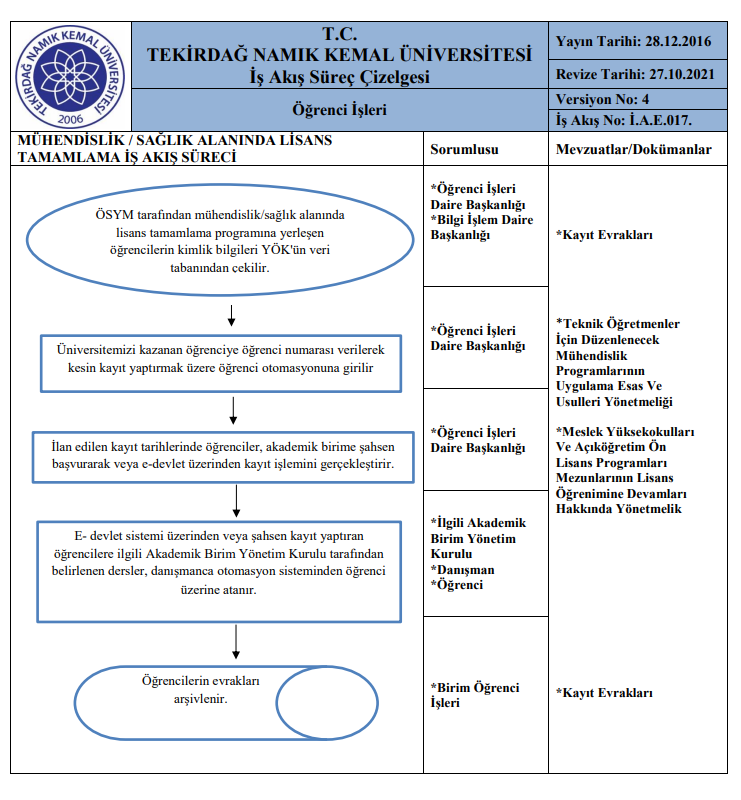 TEKİRDAĞ NAMIK KEMAL ÜNİVERSİTESİ
2006
T.C.
TEKİRDAĞ NAMIK KEMAL ÜNİVERSİTESİ
İş Akış Süreç Çizelgesi
Öğrenci İşleri
Yayın Tarihi: 28.12.2016
Revize Tarihi: 27.10.2021
Versiyon No: 4
İş Akış No: İ.A.E.017.
MÜHENDİSLİK / SAĞLIK ALANINDA LİSANS
TAMAMLAMA İŞ AKIŞ SÜRECİ
Sorumlusu
Mevzuatlar/Dokümanlar
ÖSYM tarafından mühendislik/sağlık alanında
lisans tamamlama programına yerleşen
öğrencilerin kimlik bilgileri YÖK'ün veri
tabanından çekilir.
*Öğrenci İşleri
Daire Başkanlığı
*Bilgi İşlem Daire
Başkanlığı
*Kayıt Evrakları
Üniversitemizi kazanan öğrenciye öğrenci numarası verilerek
kesin kayıt yaptırmak üzere öğrenci otomasyonuna girilir
*Öğrenci İşleri
Daire Başkanlığı
*Teknik Öğretmenler
İçin Düzenlenecek
Mühendislik
Programlarının
Uygulama Esas Ve
Usulleri Yönetmeliği
İlan edilen kayıt tarihlerinde öğrenciler, akademik birime şahsen
başvurarak veya e-devlet üzerinden kayıt işlemini gerçekleştirir.
*Öğrenci İşleri
Daire Başkanlığı
*Meslek Yüksekokulları
Ve Açıköğretim Ön
Lisans Programları
Mezunlarının Lisans
Öğrenimine Devamları
Hakkında Yönetmelik
E- devlet sistemi üzerinden veya şahsen kayıt yaptıran
öğrencilere ilgili Akademik Birim Yönetim Kurulu tarafından
belirlenen dersler, danışmanca otomasyon sisteminden öğrenci
üzerine atanır.
*İlgili Akademik
Birim Yönetim
Kurulu
*Danışman
*Öğrenci
Öğrencilerin evrakları
arşivlenir.
*Birim Öğrenci
İşleri
*Kayıt Evrakları